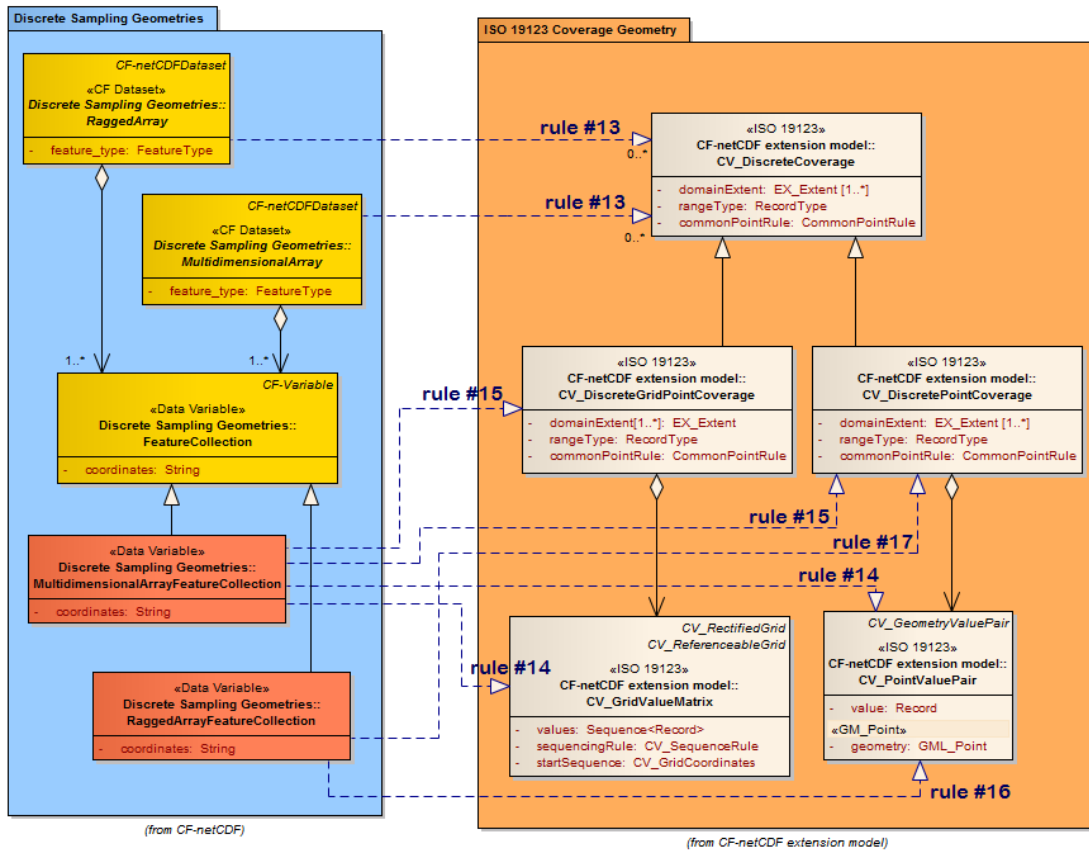 Discrete Sampling Geometries
CF-netCDFDataset
«CF Dataset»
Discrete Sampling Geometries::
RaggedArray
- feature_type: FeatureType
CF-netCDFDataset
«CF Dataset»
Discrete Sampling Geometries::
MultidimensionalArray
- feature_type: FeatureType
1..*
1..*
CF-Variable
«Data Variable»
Discrete Sampling Geometries::
FeatureCollection
- coordinates: String
«Data Variable»
Discrete Sampling Geometries::
MultidimensionalArrayFeatureCollection
- coordinates: String
«Data Variable»
Discrete Sampling Geometries::
RaggedArrayFeatureCollection
- coordinates: String
(from CF-netCDF)
rule #13
0..*
rule #13
0..*
rule #15
rule #15
rule #17
rule #14
rule #14
rule #16
ISO 19123 Coverage Geometry
«ISO 19123»
CF-netCDF extension model::
CV_DiscreteCoverage
- domainExtent: EX_Extent [1..*]
- rangeType: RecordType
- commonPointRule: CommonPointRule
«ISO 19123»
CF-netCDF extension model::
CV_DiscreteGridPointCoverage
- domainExtent[1..*]: EX_Extent
- rangeType: RecordType
- commonPointRule: CommonPointRule
«ISO 19123»
CF-netCDF extension model::
CV_DiscretePointCoverage
- domainExtent: EX_Extent [1..*]
- rangeType: RecordType
- commonPointRule: CommonPointRule
CV_RectifiedGrid
CV_ReferenceableGrid
«ISO 19123»
CF-netCDF extension model::
CV_GridValueMatrix
- values: Sequence<Record>
- sequencingRule: CV_SequenceRule
- startSequence: CV_GridCoordinates
CV_GeometryValuePair
«ISO 19123»
CF-netCDF extension model::
CV_PointValuePair
- value: Record
«GM_Point»
- geometry: GML_Point
(from CF-netCDF extension model)